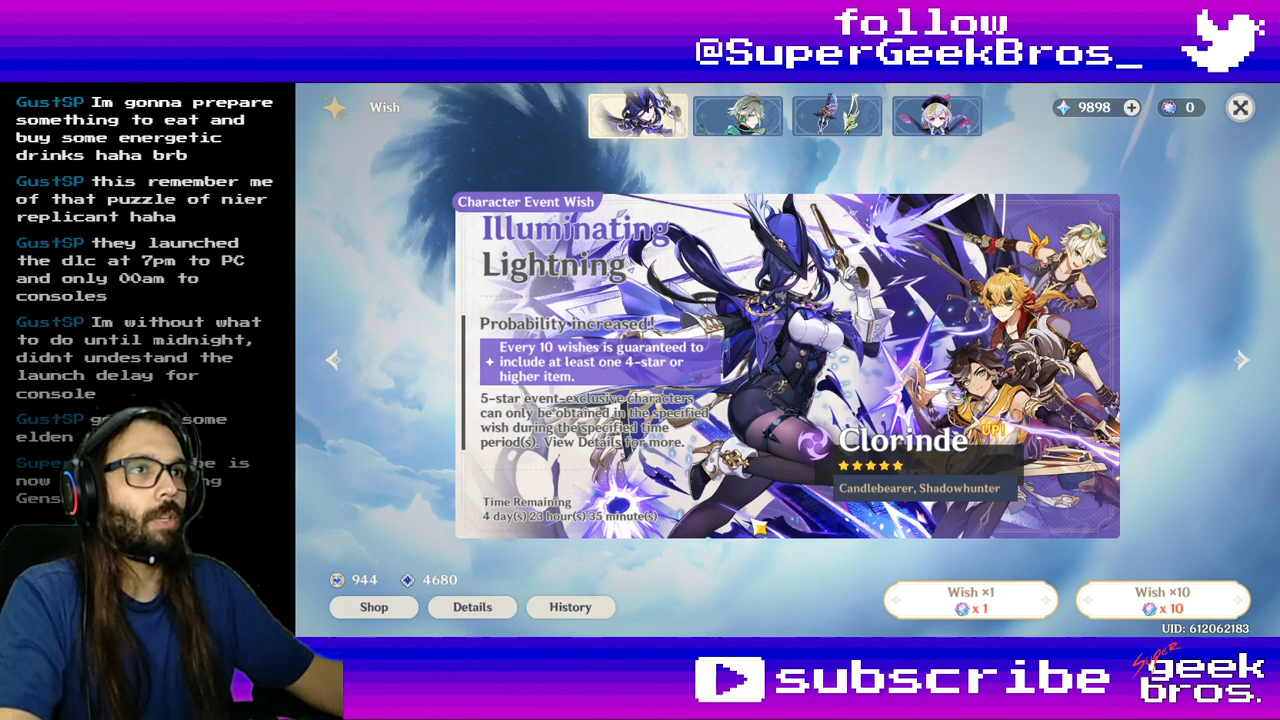 follow
@SuperGeekBros_
GustSP Im gonna prepare
something to eat and
buy some energetic
drinks haha brb
GustSP this remember me
of that puzzle of nier
replicant haha
GustSP they launched
the dlc at 7pm to PC
and only 00am to
consoles
GustSP Im without what
to do until midnight,
didnt undestand the
launch delay for
console
GustSP some
elden
Supe e is
now ng
Gens
Wish
9898
0
Character Event Wish
Illuminating
Lightning
Probability increased!
Every 10 wishes is guaranteed to
include at least one 4-star or
higher item.
5-star event-exclusive characters
can only be obtained in the specified
wish during the specified time
period(s). View Details for more.
Time Remaining
4 day(s) 23 hour(s) 35 minute(s)
UP!
Clorinde
Candlebearer, Shadowhunter
944 4680
Shop Details History
Wish ×1
x 1
Wish ×10
x 10
UID: 612062183
subscribe
SUPER
geek
bros.